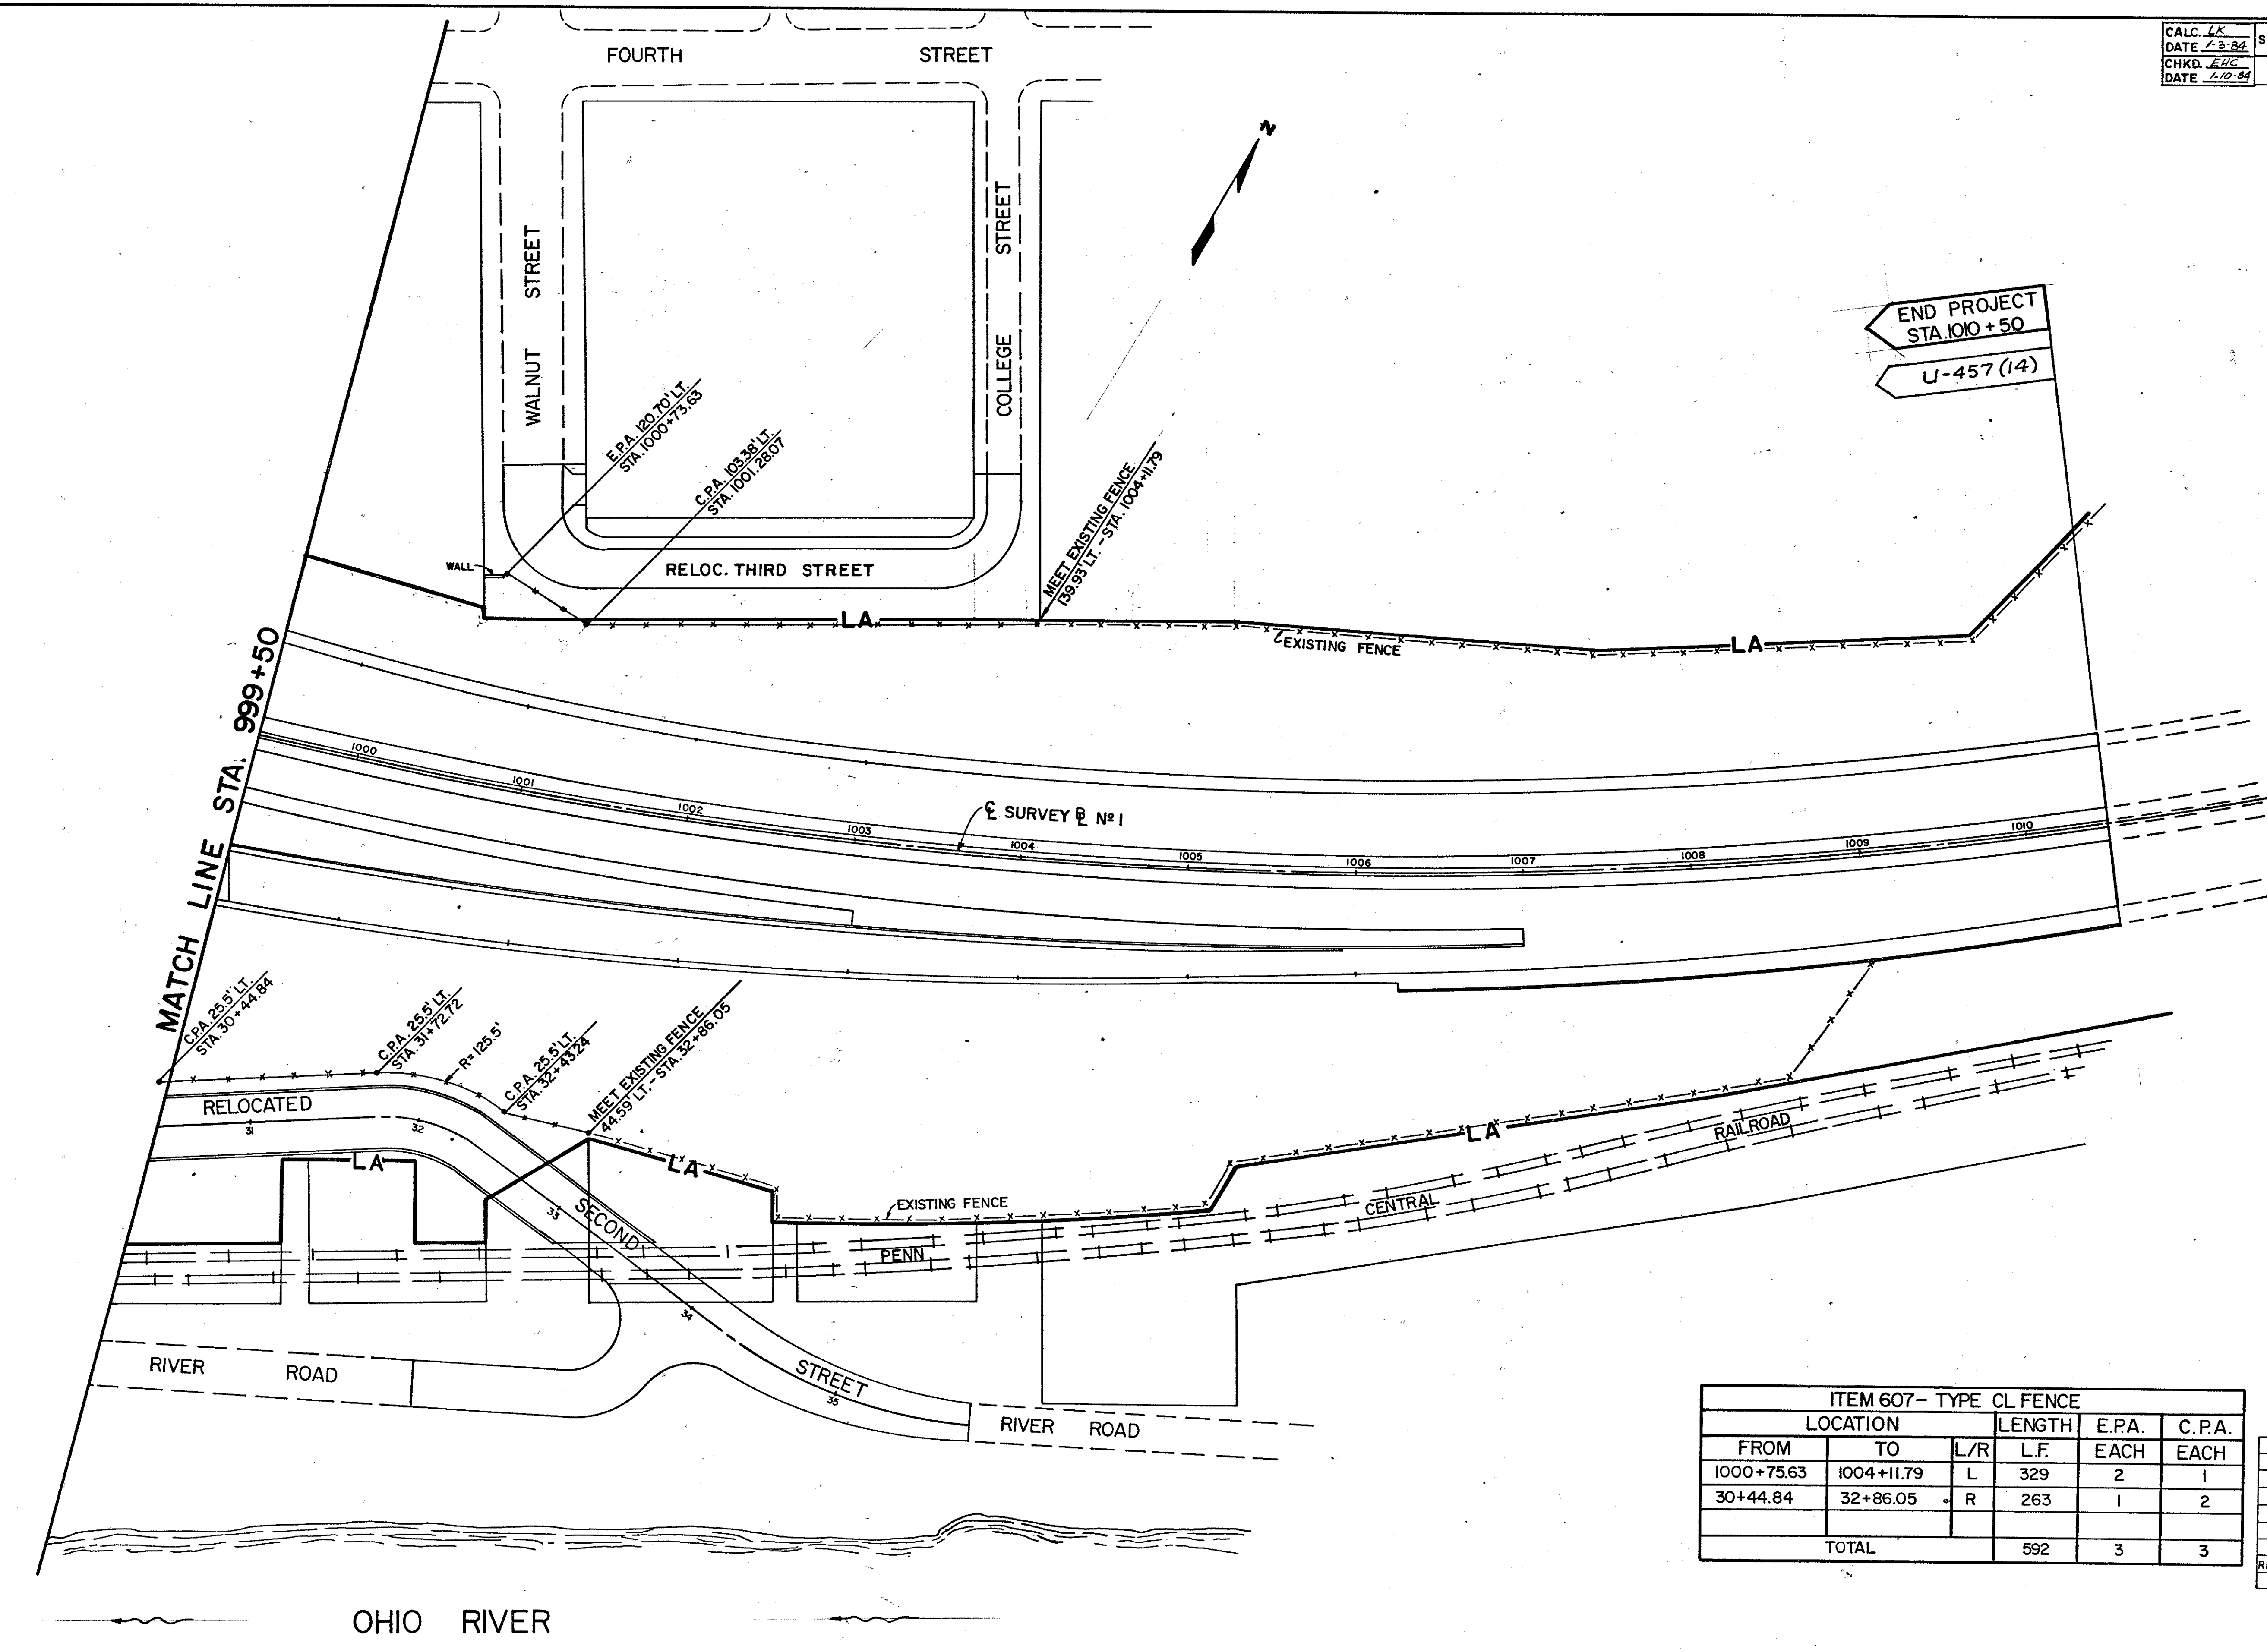 CALC. LK
DATE 1-3-84
CHKD. EHC
DATE 1-10-84
S
FOURTH STREET
N
WALNUT STREET
COLLEGE STREET
END PROJECT
STA. 1010 + 50
U-457 (14)
E.P.A. 120.70' LT.
STA. 1000+73.63
C.P.A. 103.38' LT.
STA. 1001.28.07
MEET EXISTING FENCE
139.93' LT. - STA. 1004+11.79
WALL
RELOC. THIRD STREET
LA
EXISTING FENCE
LA
MATCH LINE STA. 999+50
1000
1001
1002
1003
1004
1005
1006
1007
1008
1009
1010
℄ SURVEY BL Nº 1
C.P.A. 25.5' LT.
STA. 30+44.84
C.P.A. 25.5' LT.
STA. 31+72.72
R=125.5'
C.P.A. 25.5' LT.
STA. 32+43.24
MEET EXISTING FENCE
44.59' LT. - STA. 32+86.05
RELOCATED SECOND STREET
31
32
33
34
35
LA
LA
LA
EXISTING FENCE
PENN CENTRAL RAILROAD
RIVER ROAD
RIVER ROAD
ITEM 607- TYPE CL FENCE
LOCATION LENGTH E.P.A. C.P.A.
FROM TO L/R L.F. EACH EACH
1000+75.63 1004+11.79 L 329 2 1
30+44.84 32+86.05 R 263 1 2
TOTAL 592 3 3
OHIO RIVER